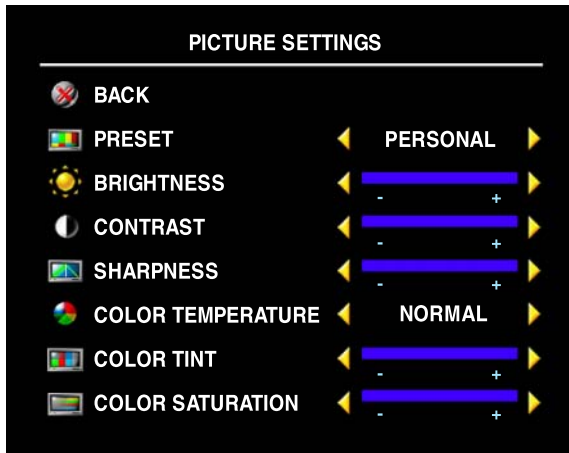 PICTURE SETTINGS
BACK
PRESET PERSONAL
BRIGHTNESS
- +
CONTRAST
- +
SHARPNESS
- +
COLOR TEMPERATURE NORMAL
COLOR TINT
- +
COLOR SATURATION
- +